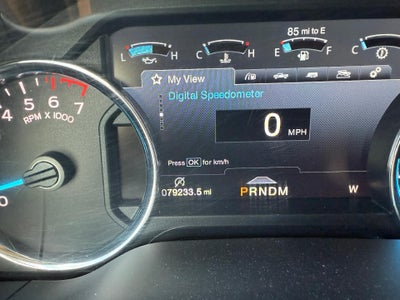 85 mi to E
L H C H E F C
My View
Digital Speedometer
4 5 6 7
RPM X 1000
0 MPH
Press OK for km/h
0
079233.5 mi
PRNDM
W